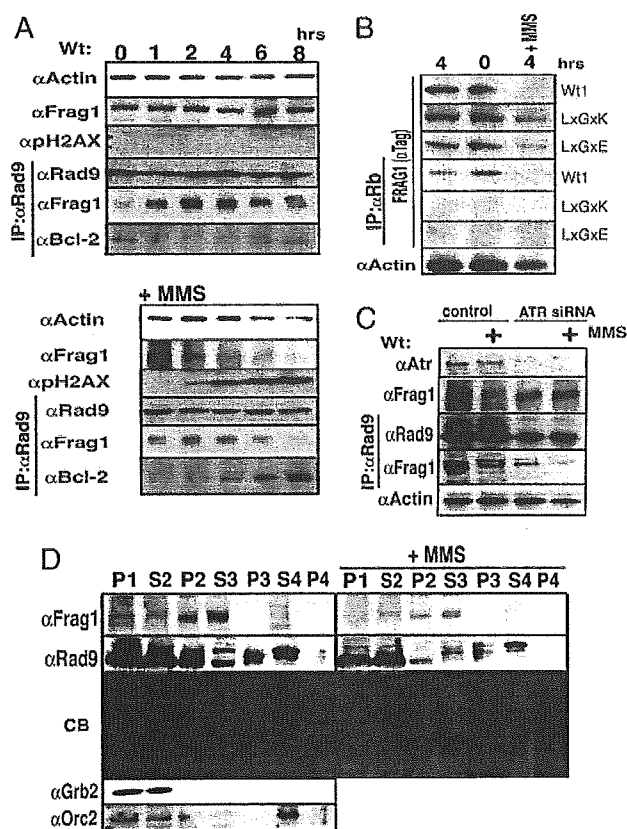 A
Wt: 0 1 2 4 6 8 hrs
αActin
αFrag1
αpH2AX
IP:αRad9
αRad9
αFrag1
αBcl-2
+ MMS
αActin
αFrag1
αpH2AX
IP:αRad9
αRad9
αFrag1
αBcl-2
B
+ MMS
4 0 4 hrs
FRAG1 (αTag)
IP:αRb
Wt1
LxGxK
LxGxE
Wt1
LxGxK
LxGxE
αActin
C
control ATR siRNA
Wt: + + MMS
αAtr
αFrag1
IP:αRad9
αRad9
αFrag1
αActin
D
+ MMS
P1 S2 P2 S3 P3 S4 P4 P1 S2 P2 S3 P3 S4 P4
αFrag1
αRad9
CB
αGrb2
αOrc2